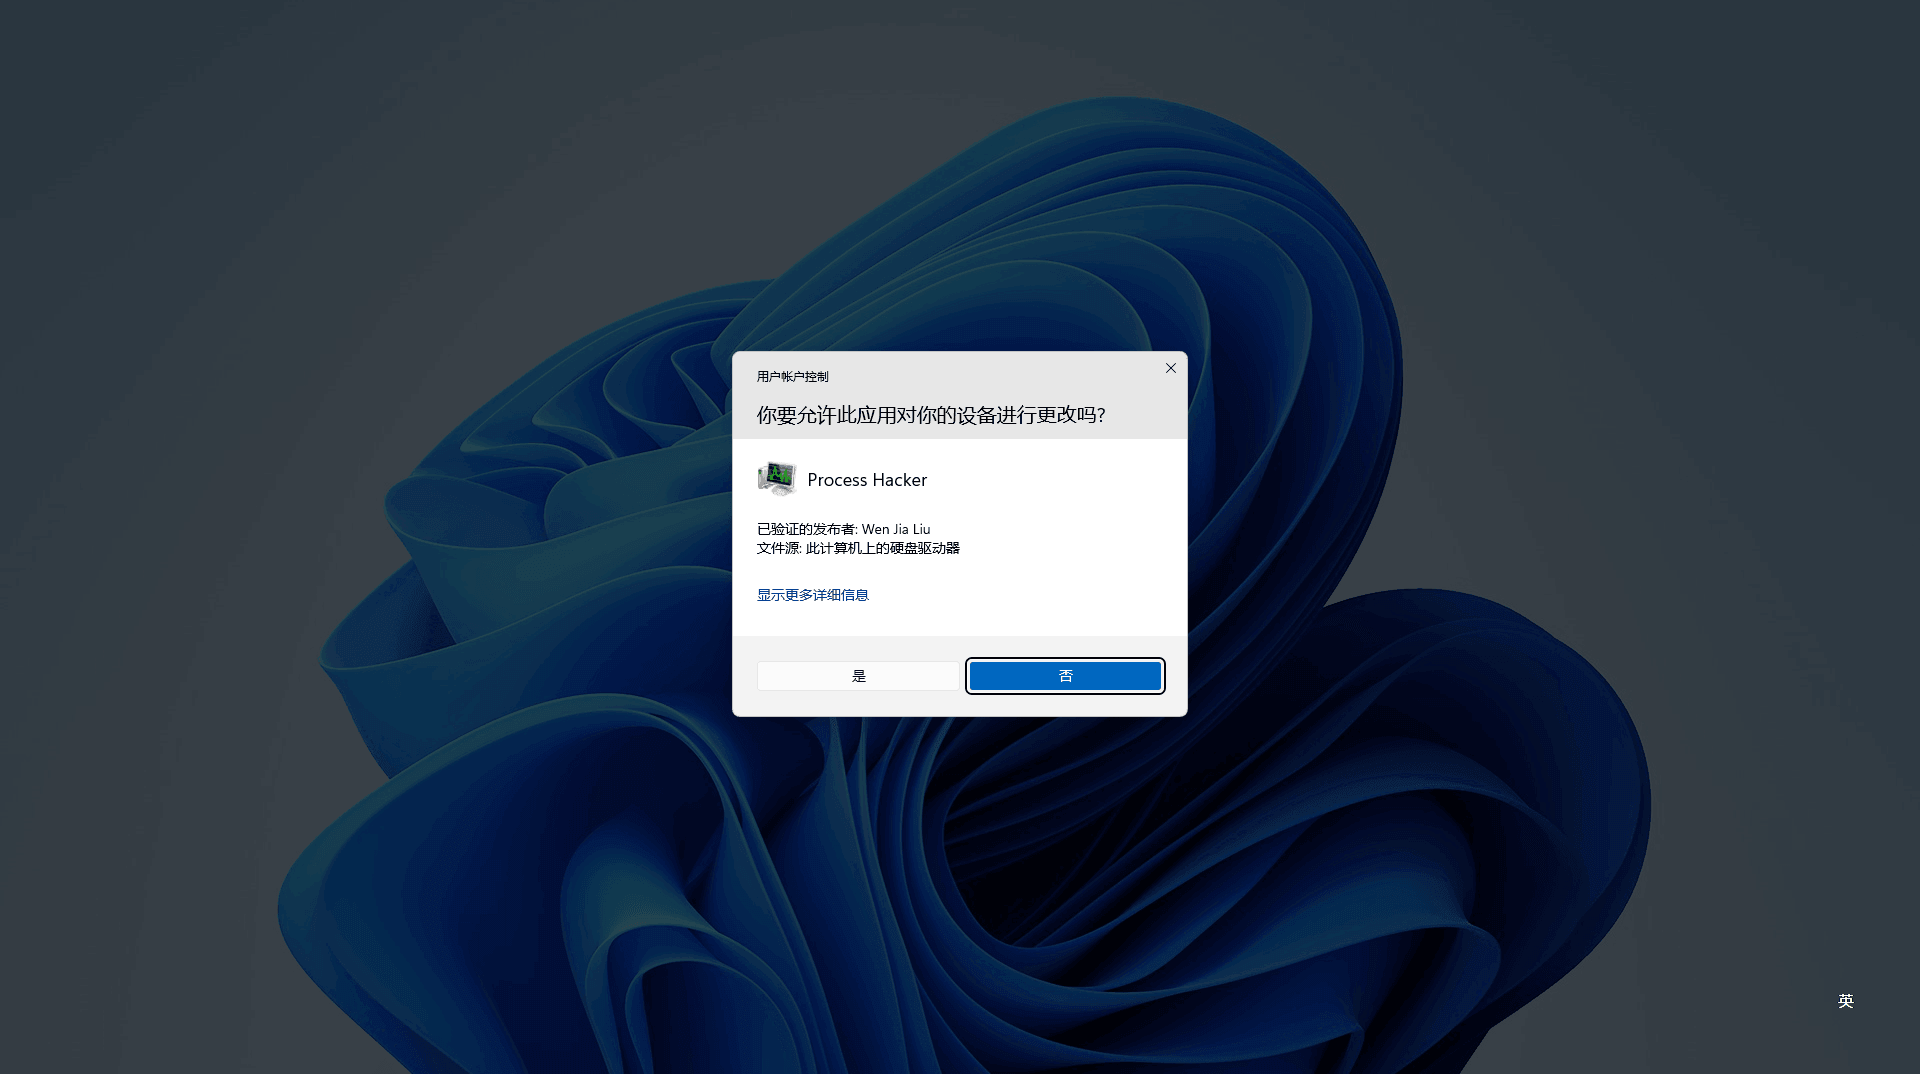 用户帐户控制
你要允许此应用对你的设备进行更改吗?
Process Hacker
已验证的发布者: Wen Jia Liu
文件源: 此计算机上的硬盘驱动器
显示更多详细信息
是
否
英